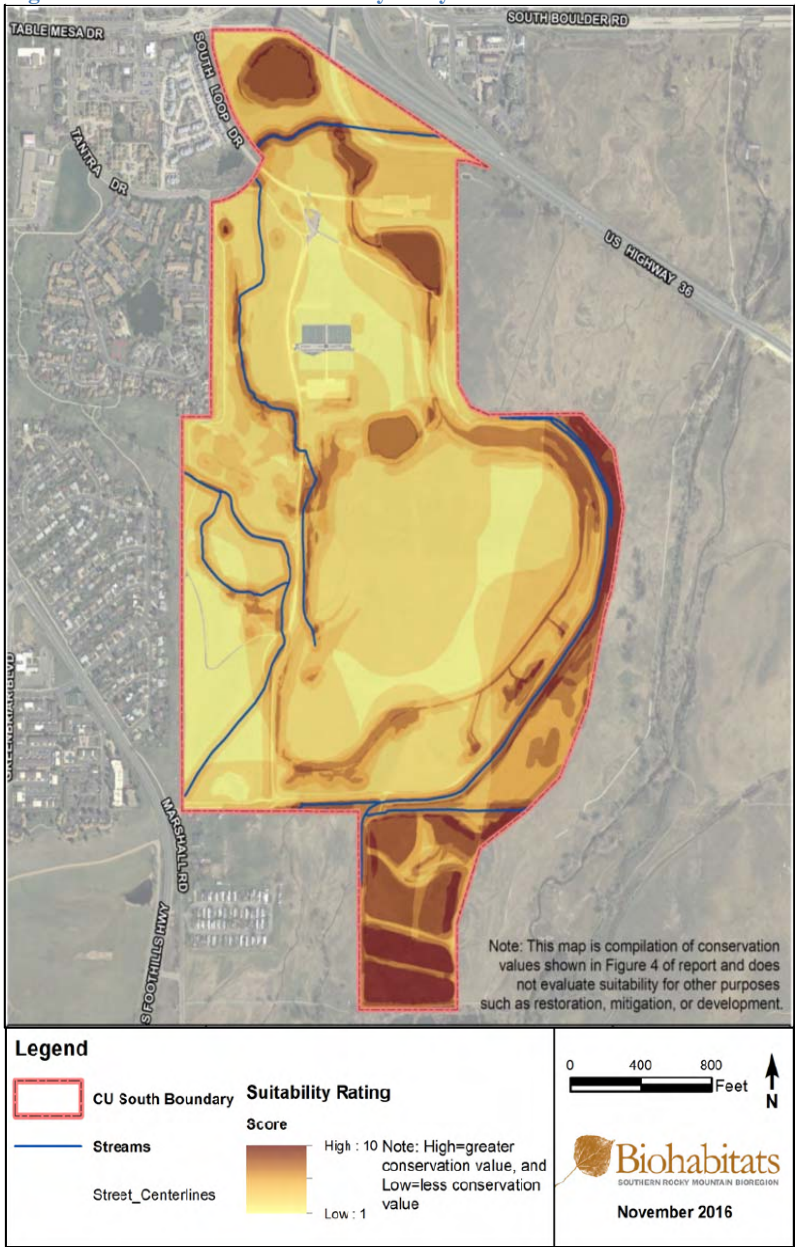 TABLE MESA DR
SOUTH BOULDER RD
SOUTH LOOP DR
TANTRA DR
US HIGHWAY 36
MARSHALL RD
S FOOTHILLS HWY
Note: This map is compilation of conservation
values shown in Figure 4 of report and does
not evaluate suitability for other purposes
such as restoration, mitigation, or development.
Legend
CU South Boundary
Streams
Street_Centerlines
Suitability Rating
Score
High : 10
Low : 1
Note: High=greater
conservation value, and
Low=less conservation
value
0 400 800
Feet
N
Biohabitats
SOUTHERN ROCKY MOUNTAIN BIOREGION
November 2016